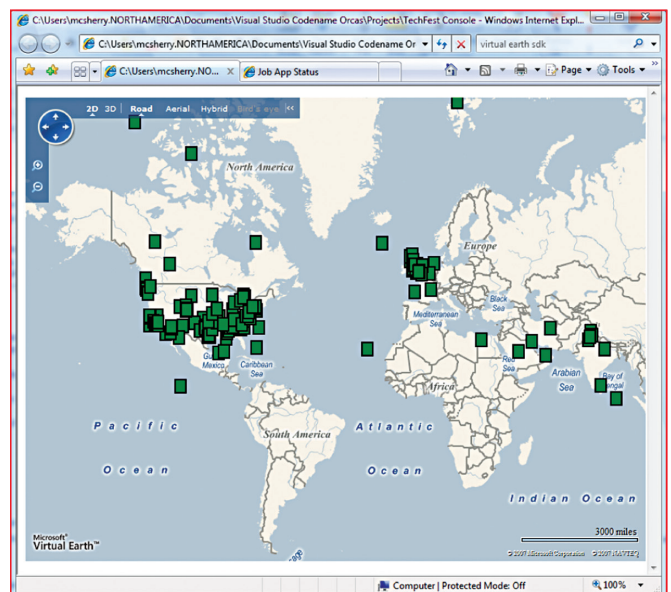 C:\Users\mcsherry.NORTHAMERICA\Documents\Visual Studio Codename Orcas\Projects\TechFest Console - Windows Internet Expl...
C:\Users\mcsherry.NORTHAMERICA\Documents\Visual Studio Codename Or
virtual earth sdk
C:\Users\mcsherry.NO...
Job App Status
Page
Tools
2D 3D Road Aerial Hybrid Bird's eye
North America
Europe
Black
Sea
Mediterranean
Sea
Gu
Mexico
Caribbean
Sea
Red
Sea
Arabian
Sea
Bay of
ngal
Africa
Pacific
Ocean
South America
Atlantic
Ocean
Indian Ocean
3000 miles
Microsoft®
Virtual Earth™
© 2007 Microsoft Corporation © 2007 NAVTEQ
Computer | Protected Mode: Off
100%